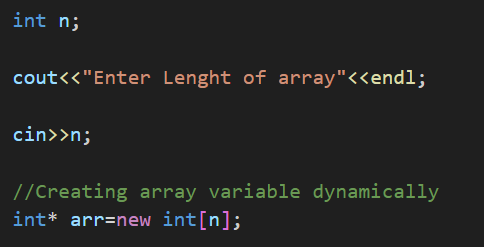 int n;
cout<<"Enter Lenght of array"<<endl;
cin>>n;
//Creating array variable dynamically
int* arr=new int[n];